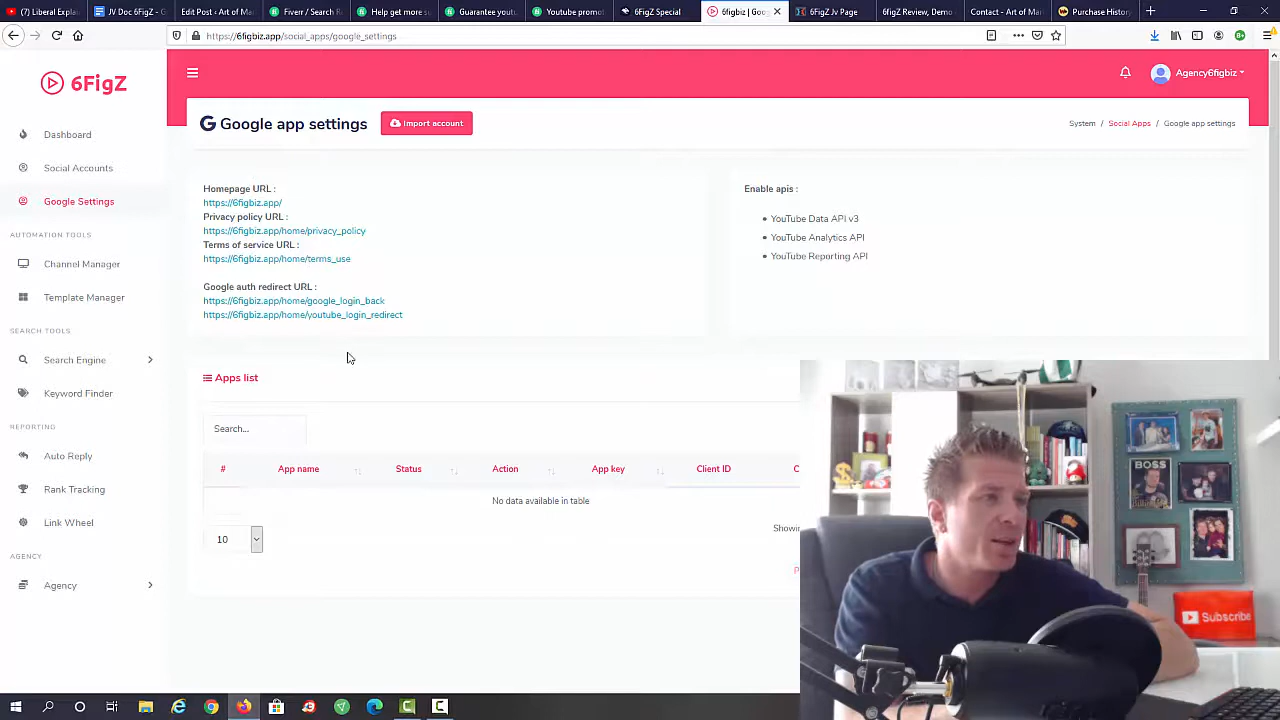 Liberal Explai
JV Doc 6FigZ - G
Edit Post ‹ Art of Ma
Fiverr / Search R
Help get more su
Guarantee yout
Youtube promot
6FigZ Special
6figbiz | Goog
6FigZ Jv Page
6figZ Review, Demo
Contact - Art of Mar
Purchase History
https://6figbiz.app/social_apps/google_settings
6FigZ
Agency6figbiz
Dashboard
Social Accounts
Google Settings
AUTOMATION TOOLS
Channel Manager
Template Manager
SEARCH TOOLS
Search Engine
Keyword Finder
REPORTING
Auto Reply
Rank Tracking
Link Wheel
AGENCY
Agency
Google app settings
Import account
System / Social Apps / Google app settings
Homepage URL :
https://6figbiz.app/
Privacy policy URL :
https://6figbiz.app/home/privacy_policy
Terms of service URL :
https://6figbiz.app/home/terms_use
Google auth redirect URL :
https://6figbiz.app/home/google_login_back
https://6figbiz.app/home/youtube_login_redirect
Enable apis :
YouTube Data API v3
YouTube Analytics API
YouTube Reporting API
Apps list
Search...
# App name Status Action App key Client ID C
No data available in table
10
Showin
P
BOSS
Subscribe